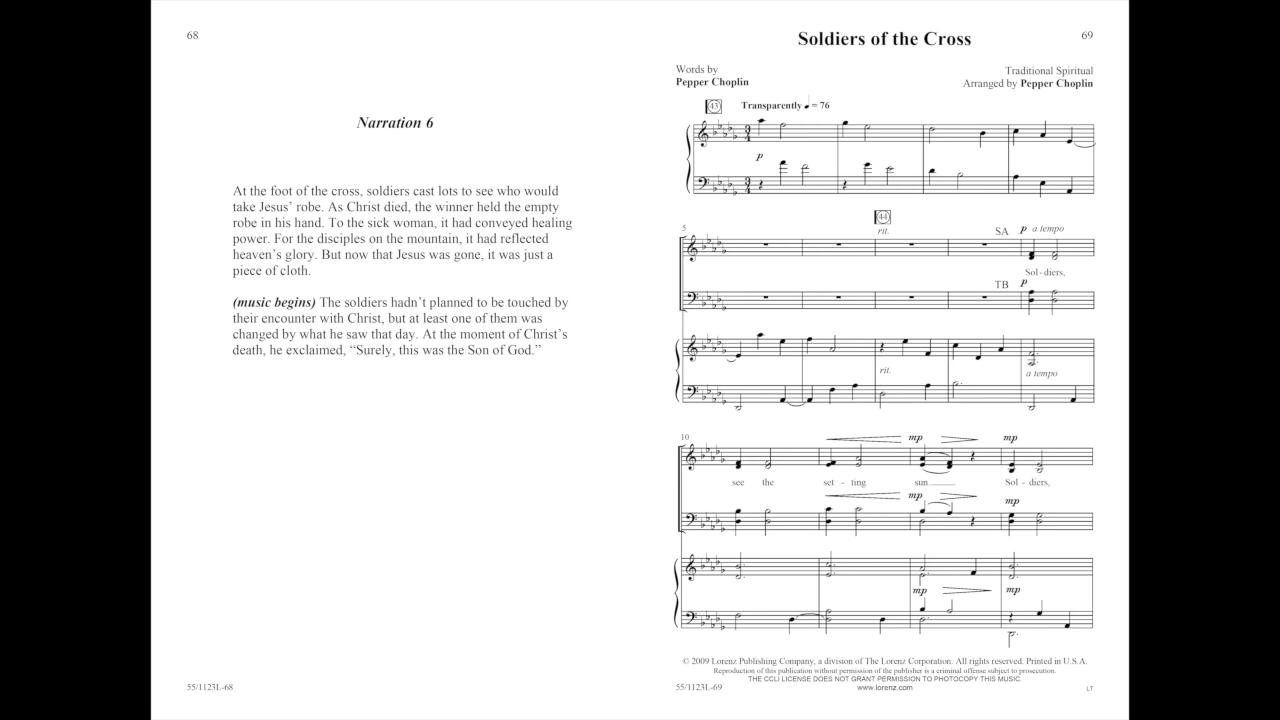 68
Narration 6
At the foot of the cross, soldiers cast lots to see who would
take Jesus’ robe. As Christ died, the winner held the empty
robe in his hand. To the sick woman, it had conveyed healing
power. For the disciples on the mountain, it had reflected
heaven’s glory. But now that Jesus was gone, it was just a
piece of cloth.
(music begins) The soldiers hadn’t planned to be touched by
their encounter with Christ, but at least one of them was
changed by what he saw that day. At the moment of Christ’s
death, he exclaimed, “Surely, this was the Son of God.”
55/1123L-68
Soldiers of the Cross
69
Words by
Pepper Choplin
Traditional Spiritual
Arranged by Pepper Choplin
43
Transparently ♩ = 76
3
4
p
3
4
44
5
rit.
SA p a tempo
Sol - diers,
TB p
rit.
a tempo
10
mp
mp
see the set - ting sun Sol - diers,
mp
mp
mp
mp
© 2009 Lorenz Publishing Company, a division of The Lorenz Corporation. All rights reserved. Printed in U.S.A.
Reproduction of this publication without permission of the publisher is a criminal offense subject to prosecution.
THE CCLI LICENSE DOES NOT GRANT PERMISSION TO PHOTOCOPY THIS MUSIC.
55/1123L-69
www.lorenz.com
LT